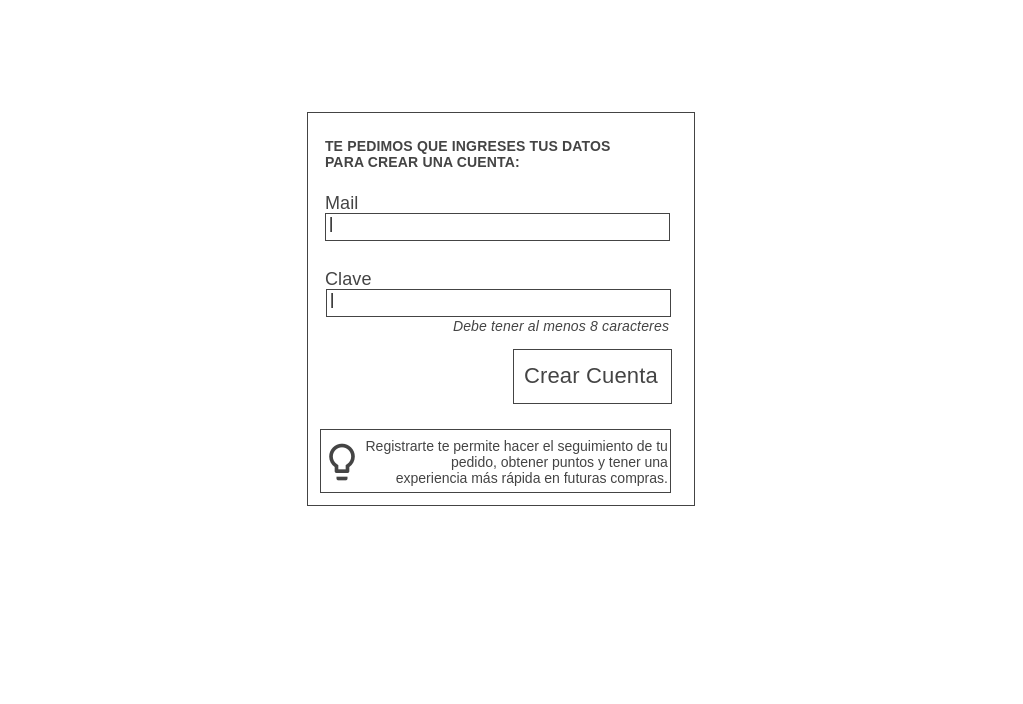 TE PEDIMOS QUE INGRESES TUS DATOS
PARA CREAR UNA CUENTA:
Mail
Clave
Debe tener al menos 8 caracteres
Crear Cuenta
Registrarte te permite hacer el seguimiento de tu
pedido, obtener puntos y tener una
experiencia más rápida en futuras compras.